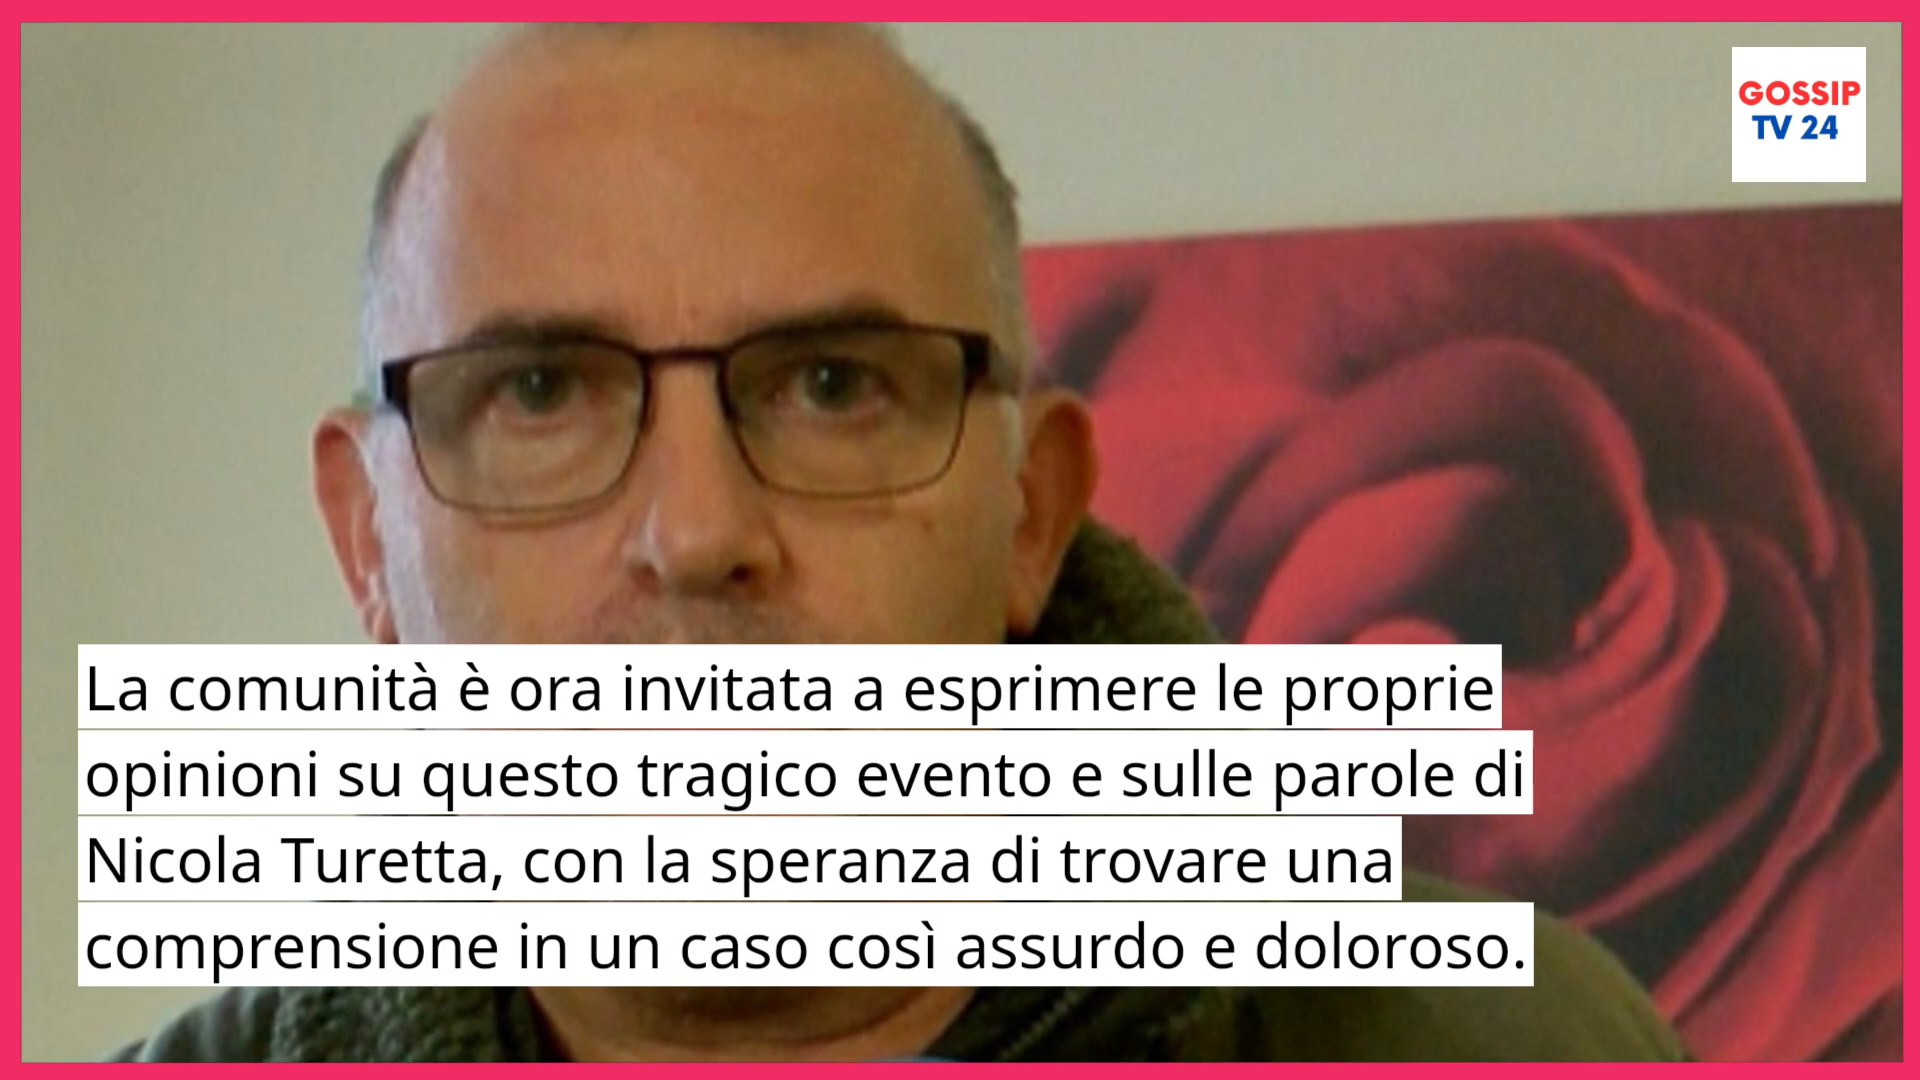 GOSSIP
TV 24
La comunità è ora invitata a esprimere le proprie
opinioni su questo tragico evento e sulle parole di
Nicola Turetta, con la speranza di trovare una
comprensione in un caso così assurdo e doloroso.